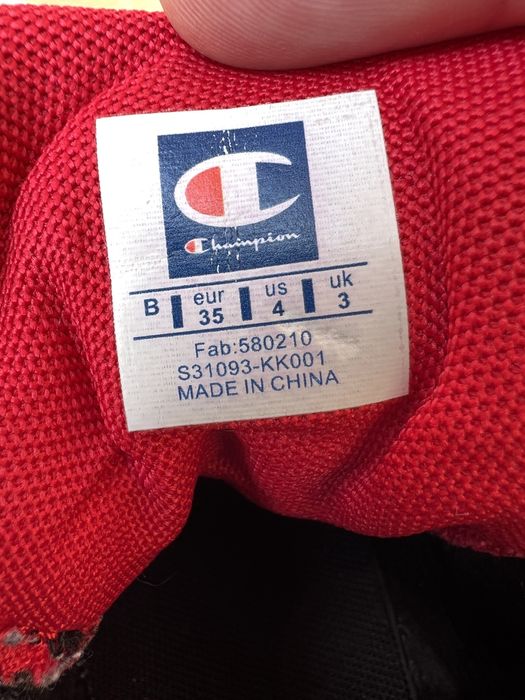 Champion
B eur 35 us 4 uk 3
Fab:580210
S31093-KK001
MADE IN CHINA